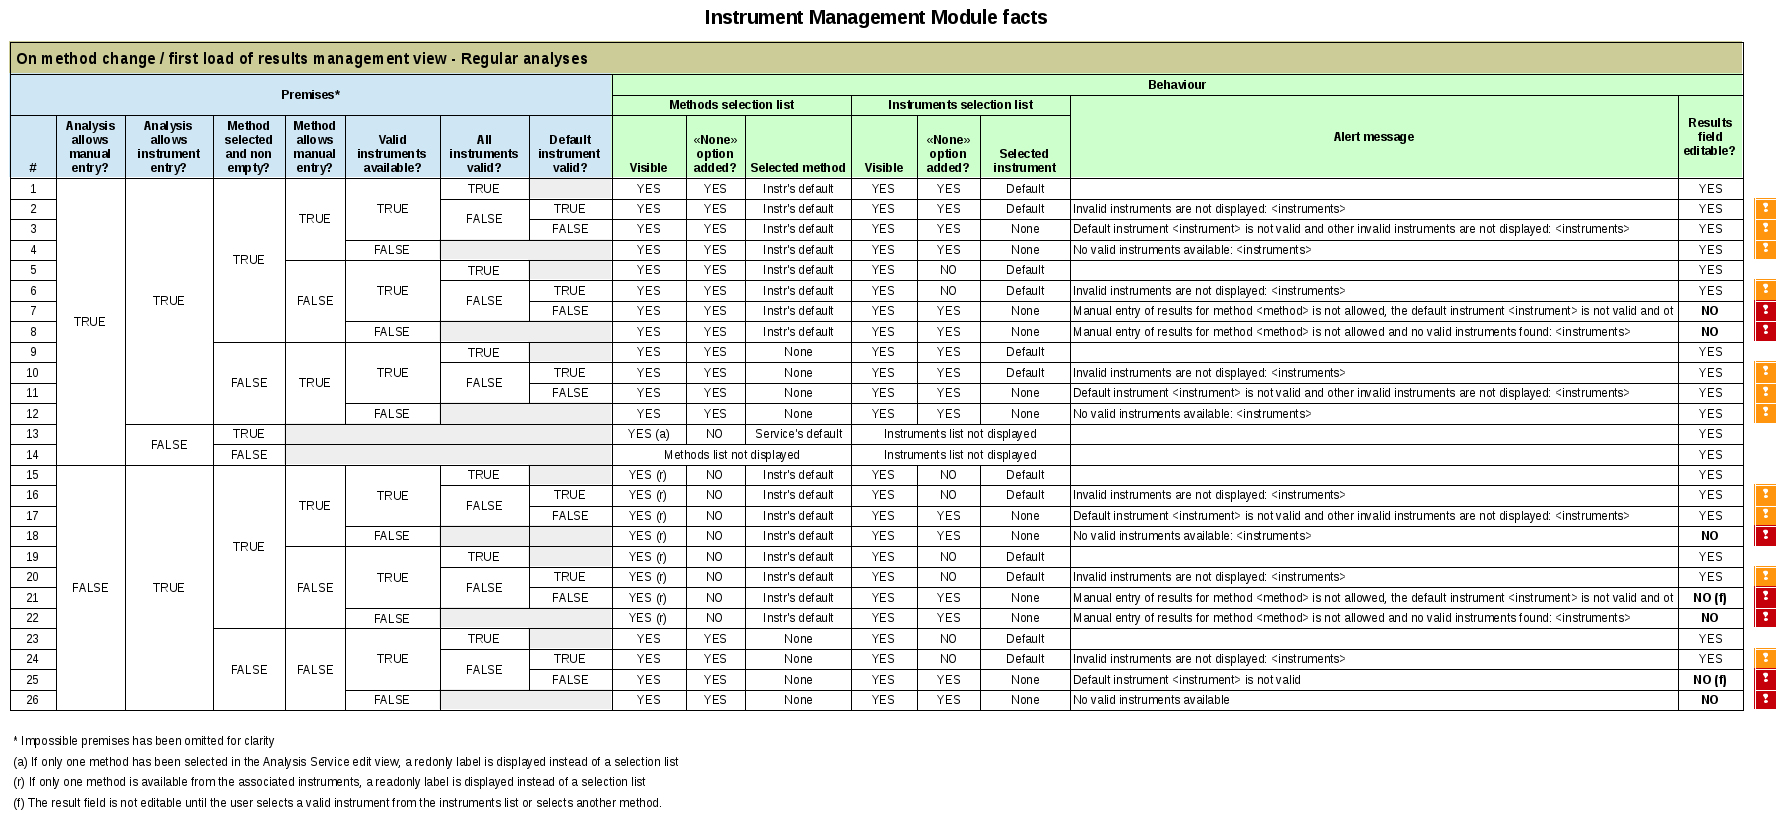 Instrument Management Module facts
On method change / first load of results management view - Regular analyses
Premises* Behaviour
Methods selection list Instruments selection list
# Analysis allows manual entry? Analysis allows instrument entry? Method selected and non empty? Method allows manual entry? Valid instruments available? All instruments valid? Default instrument valid? Visible «None» option added? Selected method Visible «None» option added? Selected instrument Alert message Results field editable?
1 TRUE TRUE TRUE TRUE TRUE TRUE YES YES Instr's default YES YES Default YES
2 FALSE TRUE YES YES Instr's default YES YES Default Invalid instruments are not displayed: <instruments> YES
3 FALSE YES YES Instr's default YES YES None Default instrument <instrument> is not valid and other invalid instruments are not displayed: <instruments> YES
4 FALSE YES YES Instr's default YES YES None No valid instruments available: <instruments> YES
5 FALSE TRUE TRUE YES YES Instr's default YES NO Default YES
6 FALSE TRUE YES YES Instr's default YES NO Default Invalid instruments are not displayed: <instruments> YES
7 FALSE YES YES Instr's default YES YES None Manual entry of results for method <method> is not allowed, the default instrument <instrument> is not valid and ot NO
8 FALSE YES YES Instr's default YES YES None Manual entry of results for method <method> is not allowed and no valid instruments found: <instruments> NO
9 FALSE TRUE TRUE TRUE YES YES None YES YES Default YES
10 FALSE TRUE YES YES None YES YES Default Invalid instruments are not displayed: <instruments> YES
11 FALSE YES YES None YES YES None Default instrument <instrument> is not valid and other invalid instruments are not displayed: <instruments> YES
12 FALSE YES YES None YES YES None No valid instruments available: <instruments> YES
13 FALSE TRUE YES (a) NO Service's default Instruments list not displayed YES
14 FALSE Methods list not displayed Instruments list not displayed YES
15 FALSE TRUE TRUE TRUE TRUE TRUE YES (r) NO Instr's default YES NO Default YES
16 FALSE TRUE YES (r) NO Instr's default YES NO Default Invalid instruments are not displayed: <instruments> YES
17 FALSE YES (r) NO Instr's default YES YES None Default instrument <instrument> is not valid and other invalid instruments are not displayed: <instruments> YES
18 FALSE YES (r) NO Instr's default YES YES None No valid instruments available: <instruments> NO
19 FALSE TRUE TRUE YES (r) NO Instr's default YES NO Default YES
20 FALSE TRUE YES (r) NO Instr's default YES NO Default Invalid instruments are not displayed: <instruments> YES
21 FALSE YES (r) NO Instr's default YES YES None Manual entry of results for method <method> is not allowed, the default instrument <instrument> is not valid and ot NO (f)
22 FALSE YES (r) NO Instr's default YES YES None Manual entry of results for method <method> is not allowed and no valid instruments found: <instruments> NO
23 FALSE FALSE TRUE TRUE YES YES None YES NO Default YES
24 FALSE TRUE YES YES None YES NO Default Invalid instruments are not displayed: <instruments> YES
25 FALSE YES YES None YES YES None Default instrument <instrument> is not valid NO (f)
26 FALSE YES YES None YES YES None No valid instruments available NO
* Impossible premises has been omitted for clarity
(a) If only one method has been selected in the Analysis Service edit view, a redonly label is displayed instead of a selection list
(r) If only one method is available from the associated instruments, a readonly label is displayed instead of a selection list
(f) The result field is not editable until the user selects a valid instrument from the instruments list or selects another method.